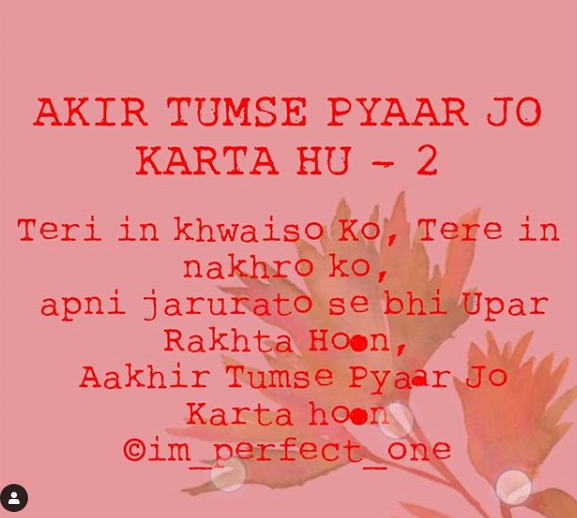 AKIR TUMSE PYAAR JO
KARTA HU - 2
Teri in khwaiso Ko, Tere in
nakhro ko,
apni jarurato se bhi Upar
Rakhta Hoon,
Aakhir Tumse Pyaar Jo
Karta hoon
©im_perfect_one